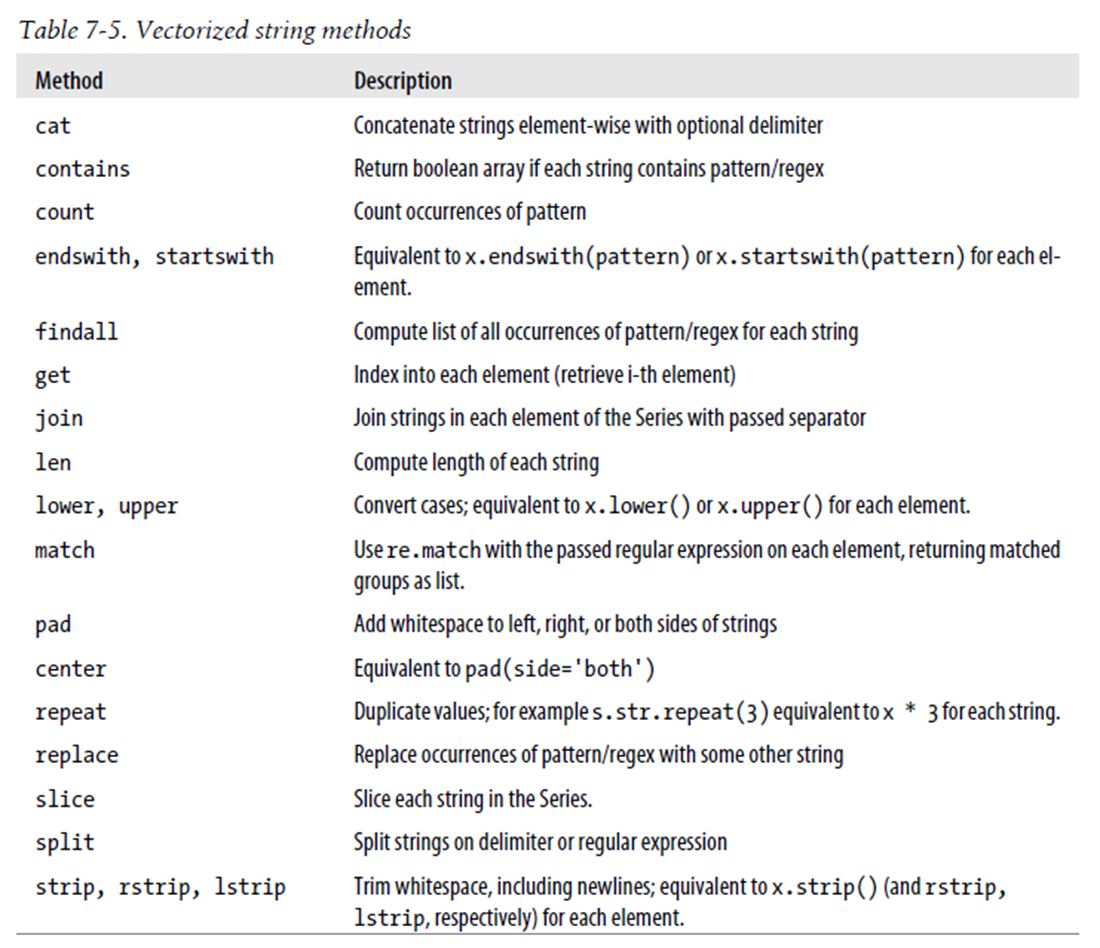 Table 7-5. Vectorized string methods
Method Description
cat Concatenate strings element-wise with optional delimiter
contains Return boolean array if each string contains pattern/regex
count Count occurrences of pattern
endswith, startswith Equivalent to x.endswith(pattern) or x.startswith(pattern) for each el-
ement.
findall Compute list of all occurrences of pattern/regex for each string
get Index into each element (retrieve i-th element)
join Join strings in each element of the Series with passed separator
len Compute length of each string
lower, upper Convert cases; equivalent to x.lower() or x.upper() for each element.
match Use re.match with the passed regular expression on each element, returning matched
groups as list.
pad Add whitespace to left, right, or both sides of strings
center Equivalent to pad(side='both')
repeat Duplicate values; for example s.str.repeat(3) equivalent to x * 3 for each string.
replace Replace occurrences of pattern/regex with some other string
slice Slice each string in the Series.
split Split strings on delimiter or regular expression
strip, rstrip, lstrip Trim whitespace, including newlines; equivalent to x.strip() (and rstrip,
lstrip, respectively) for each element.